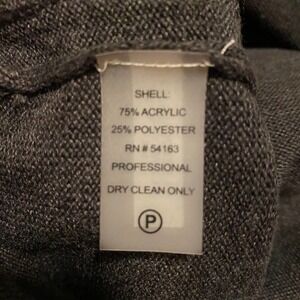 SHELL:
75% ACRYLIC
25% POLYESTER
RN # 54163
PROFESSIONAL
DRY CLEAN ONLY
P